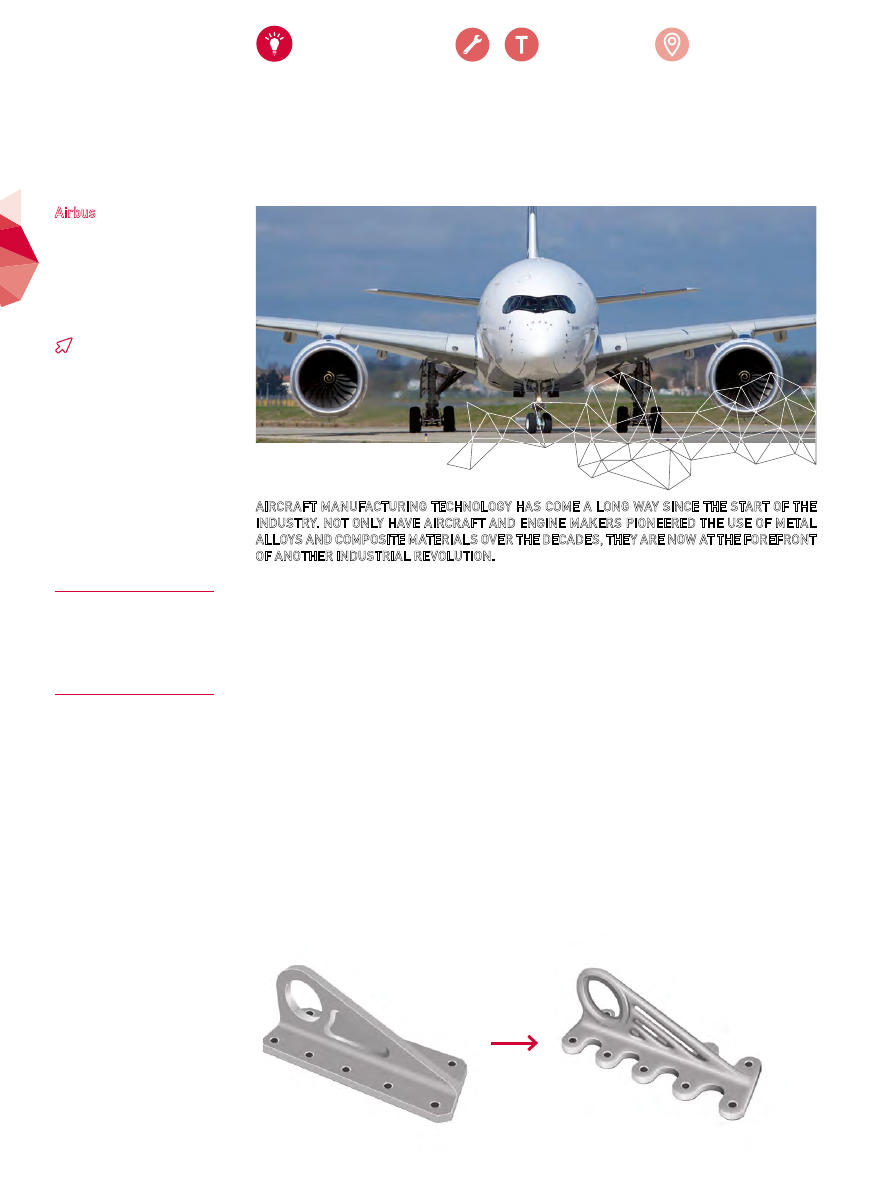 T
Airbus
AIRCRAFT MANUFACTURING TECHNOLOGY HAS COME A LONG WAY SINCE THE START OF THE
INDUSTRY. NOT ONLY HAVE AIRCRAFT AND ENGINE MAKERS PIONEERED THE USE OF METAL
ALLOYS AND COMPOSITE MATERIALS OVER THE DECADES, THEY ARE NOW AT THE FOREFRONT
OF ANOTHER INDUSTRIAL REVOLUTION.